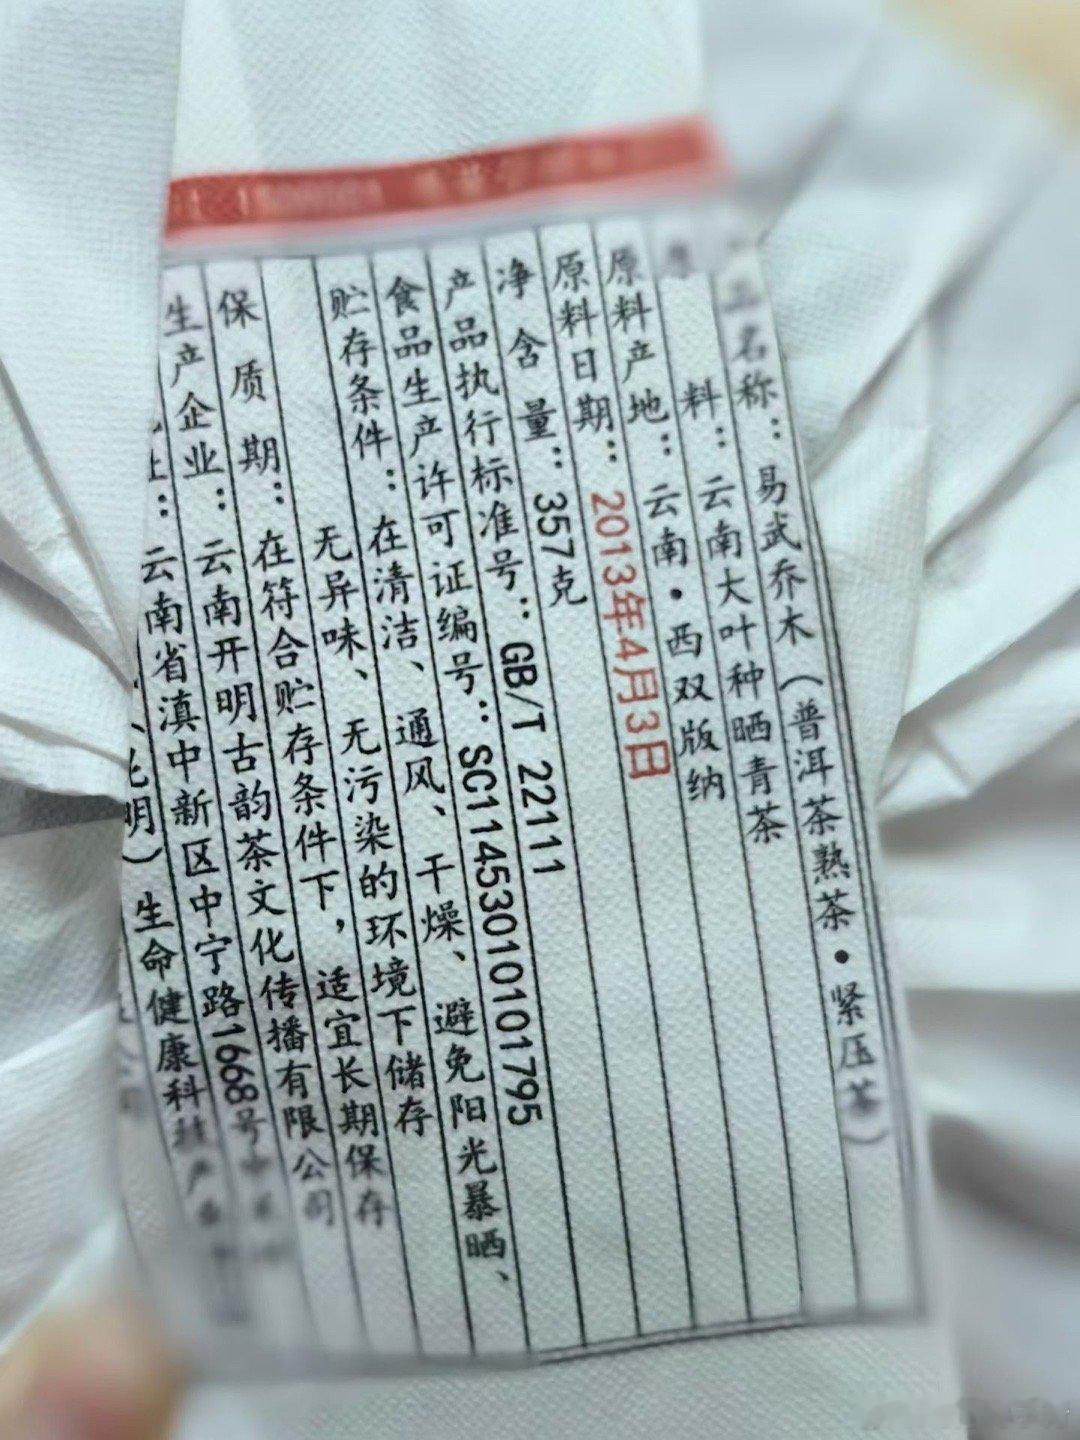 名称：易武乔木（普洱茶熟茶·紧压茶）
料：云南大叶种晒青茶
原料产地：云南·西双版纳
原料日期：2013年4月3日
净含量：357克
产品执行标准号：GB/T 22111
食品生产许可证编号：SC11453010101795
贮存条件：在清洁、通风、干燥、避免阳光暴晒、
无异味、无污染的环境下储存
保质期：在符合贮存条件下，适宜长期保存
生产企业：云南开明古韵茶文化传播有限公司
址：云南省滇中新区中宁路1668号中
明）生命健康科技产